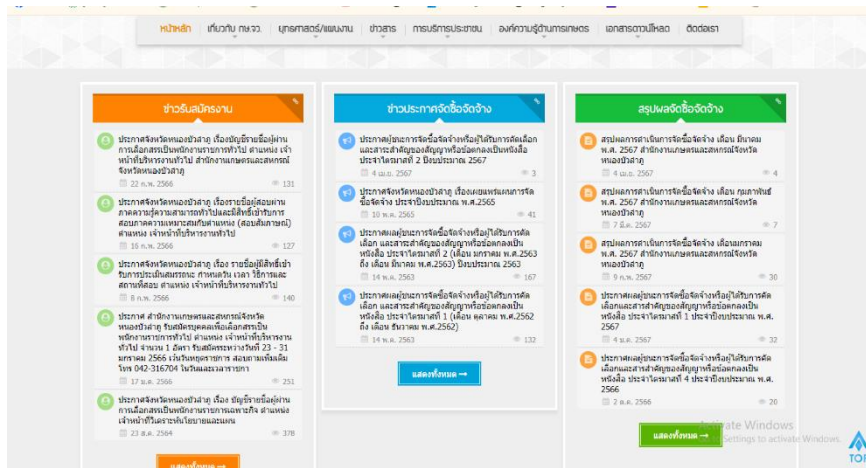 หน้าหลัก เกี่ยวกับ กษ.จว. ยุทธศาสตร์/แผนงาน ข่าวสาร การบริการประชาชน องค์ความรู้ด้านการเกษตร เอกสารดาวน์โหลด ติดต่อเรา
ข่าวรับสมัครงาน
ประกาศจังหวัดหนองบัวลำภู เรื่องบัญชีรายชื่อผู้ผ่าน
การเลือกสรรเป็นพนักงานราชการทั่วไป ตำแหน่ง เจ้า
หน้าที่บริหารงานทั่วไป สำนักงานเกษตรและสหกรณ์
จังหวัดหนองบัวลำภู
22 ก.พ. 2566 131
ประกาศจังหวัดหนองบัวลำภู เรื่องรายชื่อผู้สอบผ่าน
ภาคความรู้ความสามารถทั่วไปและมีสิทธิ์เข้ารับการ
สอบภาคความเหมาะสมกับตำแหน่ง (สอบสัมภาษณ์)
ตำแหน่ง เจ้าหน้าที่บริหารงานทั่วไป
16 ก.พ. 2566 127
ประกาศจังหวัดหนองบัวลำภู เรื่อง รายชื่อผู้มีสิทธิ์เข้า
รับการประเมินสมรรถนะ กำหนดวัน เวลา วิธีการและ
สถานที่สอบ ตำแหน่ง เจ้าหน้าที่บริหารงานทั่วไป
8 ก.พ. 2566 140
ประกาศ สำนักงานเกษตรและสหกรณ์จังหวัด
หนองบัวลำภู รับสมัครบุคคลเพื่อเลือกสรรเป็น
พนักงานราชการทั่วไป ตำแหน่ง เจ้าหน้าที่บริหารงาน
ทั่วไป จำนวน 1 อัตรา รับสมัครระหว่างวันที่ 23 - 31
มกราคม 2566 เว้นวันหยุดราชการ สอบถามเพิ่มเติม
โทร 042-316704 ในวันและเวลาราชการ
17 ม.ค. 2566 251
ประกาศจังหวัดหนองบัวลำภู เรื่อง บัญชีรายชื่อผู้ผ่าน
การเลือกสรรเป็นพนักงานราชการเฉพาะกิจ ตำแหน่ง
เจ้าหน้าที่วิเคราะห์นโยบายและแผน
23 ส.ค. 2564 378
แสดงทั้งหมด →
ข่าวประกาศจัดซื้อจัดจ้าง
ประกาศผู้ชนะการจัดซื้อจัดจ้างหรือผู้ได้รับการคัดเลือก
และสาระสำคัญของสัญญาหรือข้อตกลงเป็นหนังสือ
ประจำไตรมาสที่ 2 ปีงบประมาณ 2567
4 เม.ย. 2567 3
ประกาศจังหวัดหนองบัวลำภู เรื่องเผยแพร่แผนการจัด
ซื้อจัดจ้าง ประจำปีงบประมาณ พ.ศ.2565
10 พ.ค. 2565 41
ประกาศผลผู้ชนะการจัดซื้อจัดจ้างหรือผู้ได้รับการคัด
เลือก และสาระสำคัญของสัญญาหรือข้อตกลงเป็น
หนังสือ ประจำไตรมาสที่ 2 (เดือน มกราคม พ.ศ.2563
ถึง เดือน มีนาคม พ.ศ.2563) ปีงบประมาณ 2563
14 พ.ค. 2563 167
ประกาศผลผู้ชนะการจัดซื้อจัดจ้างหรือผู้ได้รับการคัด
เลือก และสาระสำคัญของสัญญาหรือข้อตกลงเป็น
หนังสือ ประจำไตรมาสที่ 1 (เดือน ตุลาคม พ.ศ.2562
ถึง เดือน ธันวาคม พ.ศ.2562)
14 พ.ค. 2563 132
แสดงทั้งหมด →
สรุปผลจัดซื้อจัดจ้าง
สรุปผลการดำเนินการจัดซื้อจัดจ้าง เดือน มีนาคม
พ.ศ. 2567 สำนักงานเกษตรและสหกรณ์จังหวัด
หนองบัวลำภู
4 เม.ย. 2567 4
สรุปผลการดำเนินการจัดซื้อจัดจ้าง เดือน กุมภาพันธ์
พ.ศ. 2567 สำนักงานเกษตรและสหกรณ์จังหวัด
หนองบัวลำภู
7 มี.ค. 2567 7
สรุปผลการดำเนินการจัดซื้อจัดจ้าง เดือนมกราคม
พ.ศ. 2567 สำนักงานเกษตรและสหกรณ์จังหวัด
หนองบัวลำภู
9 ก.พ. 2567 30
ประกาศผลผู้ชนะการจัดซื้อจัดจ้างหรือผู้ได้รับการคัด
เลือกและสาระสำคัญของสัญญาหรือข้อตกลงเป็น
หนังสือ ประจำไตรมาสที่ 1 ประจำปีงบประมาณ พ.ศ.
2567
4 ม.ค. 2567 32
ประกาศผลผู้ชนะการจัดซื้อจัดจ้างหรือผู้ได้รับการคัด
เลือกและสาระสำคัญของสัญญาหรือข้อตกลงเป็น
หนังสือ ประจำไตรมาสที่ 4 ประจำปีงบประมาณ พ.ศ.
2566
2 ต.ค. 2566 20
แสดงทั้งหมด →
Activate Windows
Settings to activate Windows.
TOP